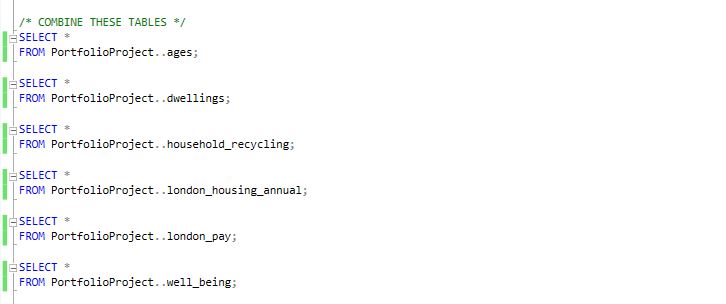 /* COMBINE THESE TABLES */
SELECT *
FROM PortfolioProject..ages;
SELECT *
FROM PortfolioProject..dwellings;
SELECT *
FROM PortfolioProject..household_recycling;
SELECT *
FROM PortfolioProject..london_housing_annual;
SELECT *
FROM PortfolioProject..london_pay;
SELECT *
FROM PortfolioProject..well_being;